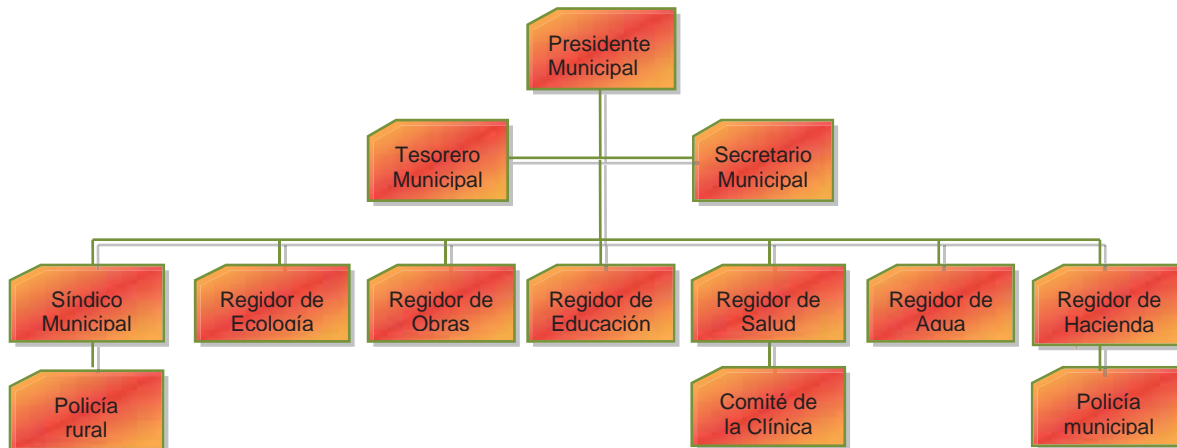 Presidente
Municipal
Tesorero
Municipal
Secretario
Municipal
Síndico
Municipal
Regidor de
Ecología
Regidor de
Obras
Regidor de
Educación
Regidor de
Salud
Regidor de
Agua
Regidor de
Hacienda
Policía
rural
Comité de
la Clínica
Policía
municipal